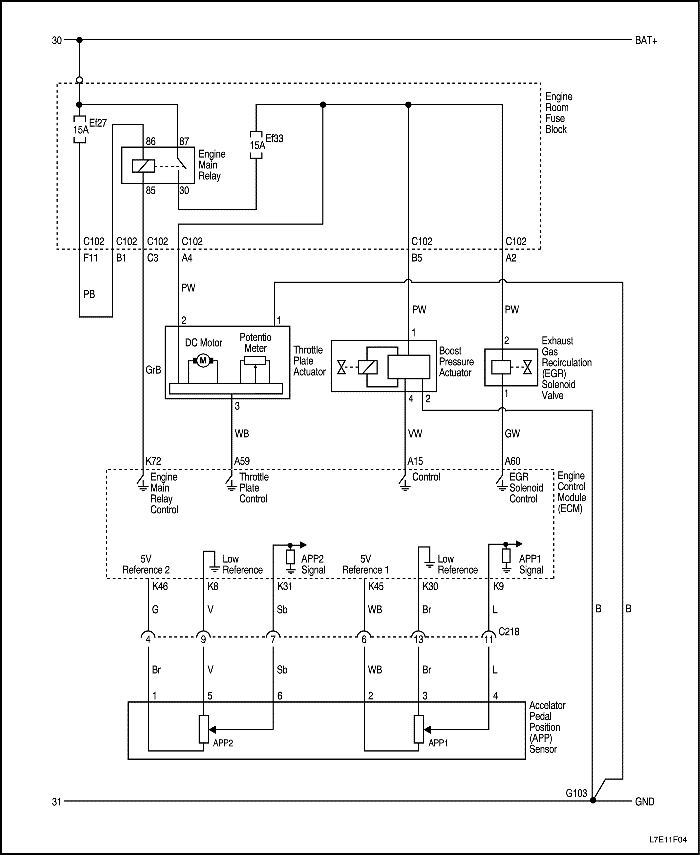 30
BAT+
Engine
Room
Fuse
Block
Ef27
15A
86
87
Engine
Main
Relay
85
30
Ef33
15A
C102
C102
C102
C102
C102
C102
F11
B1
C3
A4
B5
A2
PB
PW
PW
PW
2
1
1
2
DC Motor
M
Potentio
Meter
Throttle
Plate
Actuator
Boost
Pressure
Actuator
Exhaust
Gas
Recirculation
(EGR)
Solenoid
Valve
GrB
3
4
2
1
WB
VW
GW
K72
A59
A15
A60
Engine
Main
Relay
Control
Throttle
Plate
Control
Control
EGR
Solenoid
Control
Engine
Control
Module
(ECM)
5V
Reference 2
Low
Reference
APP2
Signal
5V
Reference 1
Low
Reference
APP1
Signal
K46
K8
K31
K45
K30
K9
G
V
Sb
WB
Br
L
B
B
4
9
7
6
13
11
C218
Br
V
Sb
WB
Br
L
1
5
6
2
3
4
APP2
APP1
Accelator
Pedal
Position
(APP)
Sensor
G103
31
GND
L7E11F04